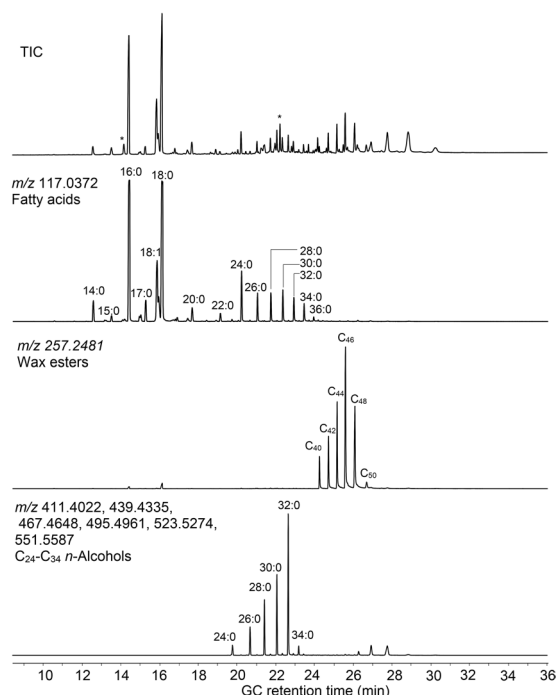 TIC
*
*
m/z 117.0372
Fatty acids
14:0
15:0
16:0
17:0
18:1
18:0
20:0
22:0
24:0
26:0
28:0
30:0
32:0
34:0
36:0
m/z 257.2481
Wax esters
C40
C42
C44
C46
C48
C50
m/z 411.4022, 439.4335,
467.4648, 495.4961, 523.5274,
551.5587
C24-C34 n-Alcohols
24:0
26:0
28:0
30:0
32:0
34:0
10 12 14 16 18 20 22 24 26 28 30 32 34 36
GC retention time (min)